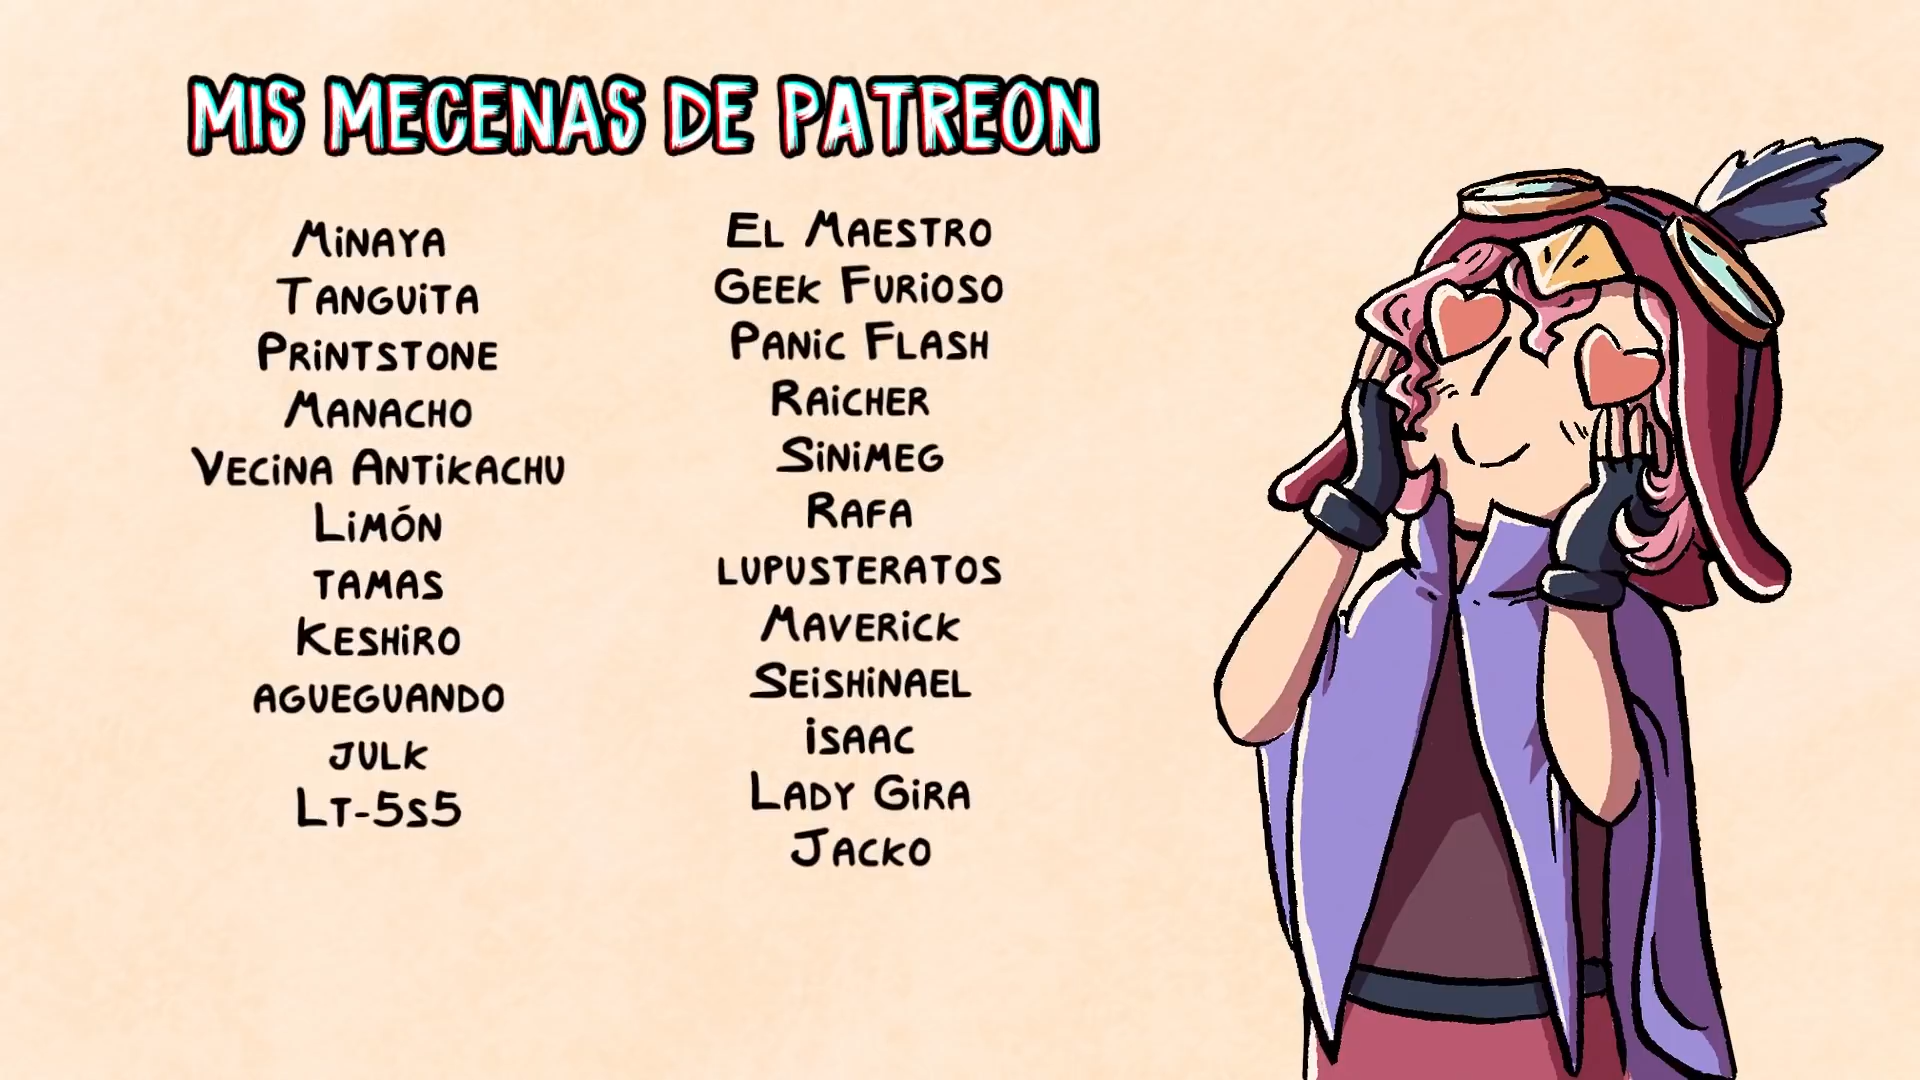 MIS MECENAS DE PATREON
Minaya
Tanguita
Printstone
Manacho
Vecina Antikachu
Limón
tamas
Keshiro
agueguando
julk
Lt-5s5
El Maestro
Geek Furioso
Panic Flash
Raicher
Sinimeg
Rafa
lupusteratos
Maverick
Seishinael
isaac
Lady Gira
Jacko